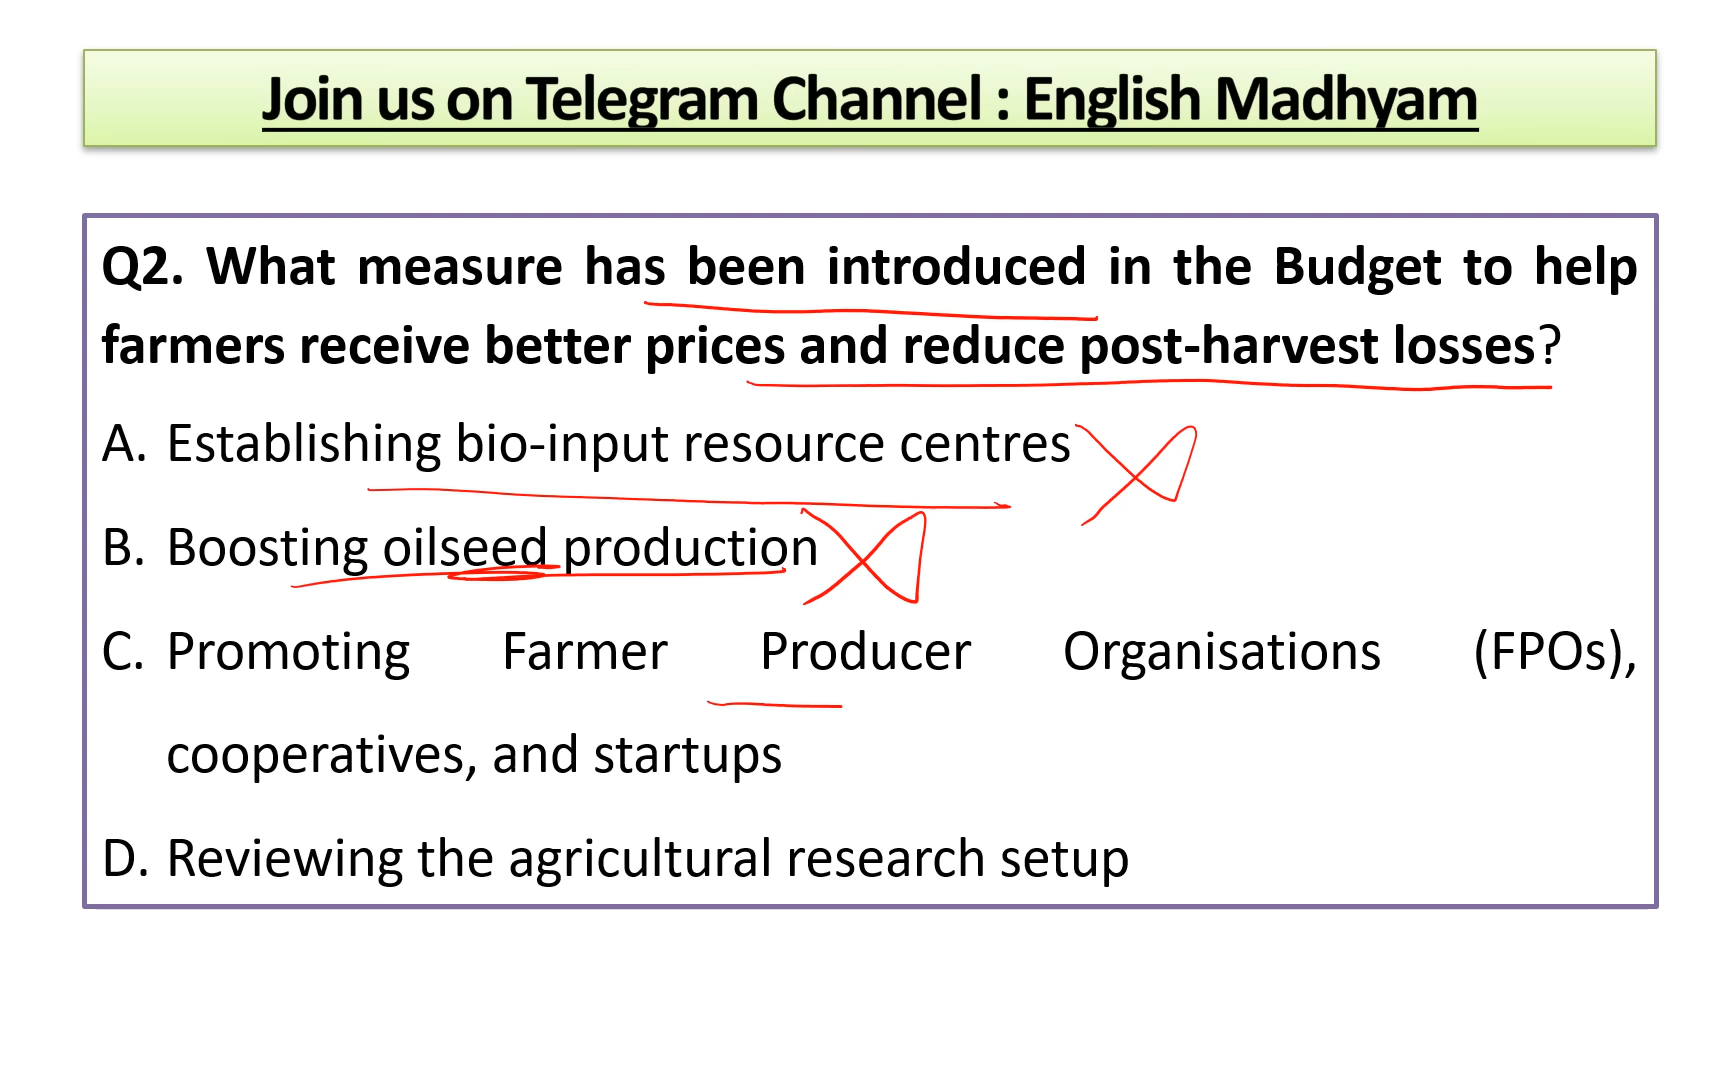 Join us on Telegram Channel : English Madhyam
Q2. What measure has been introduced in the Budget to help
farmers receive better prices and reduce post-harvest losses?
A. Establishing bio-input resource centres
B. Boosting oilseed production
C. Promoting Farmer Producer Organisations (FPOs),
cooperatives, and startups
D. Reviewing the agricultural research setup